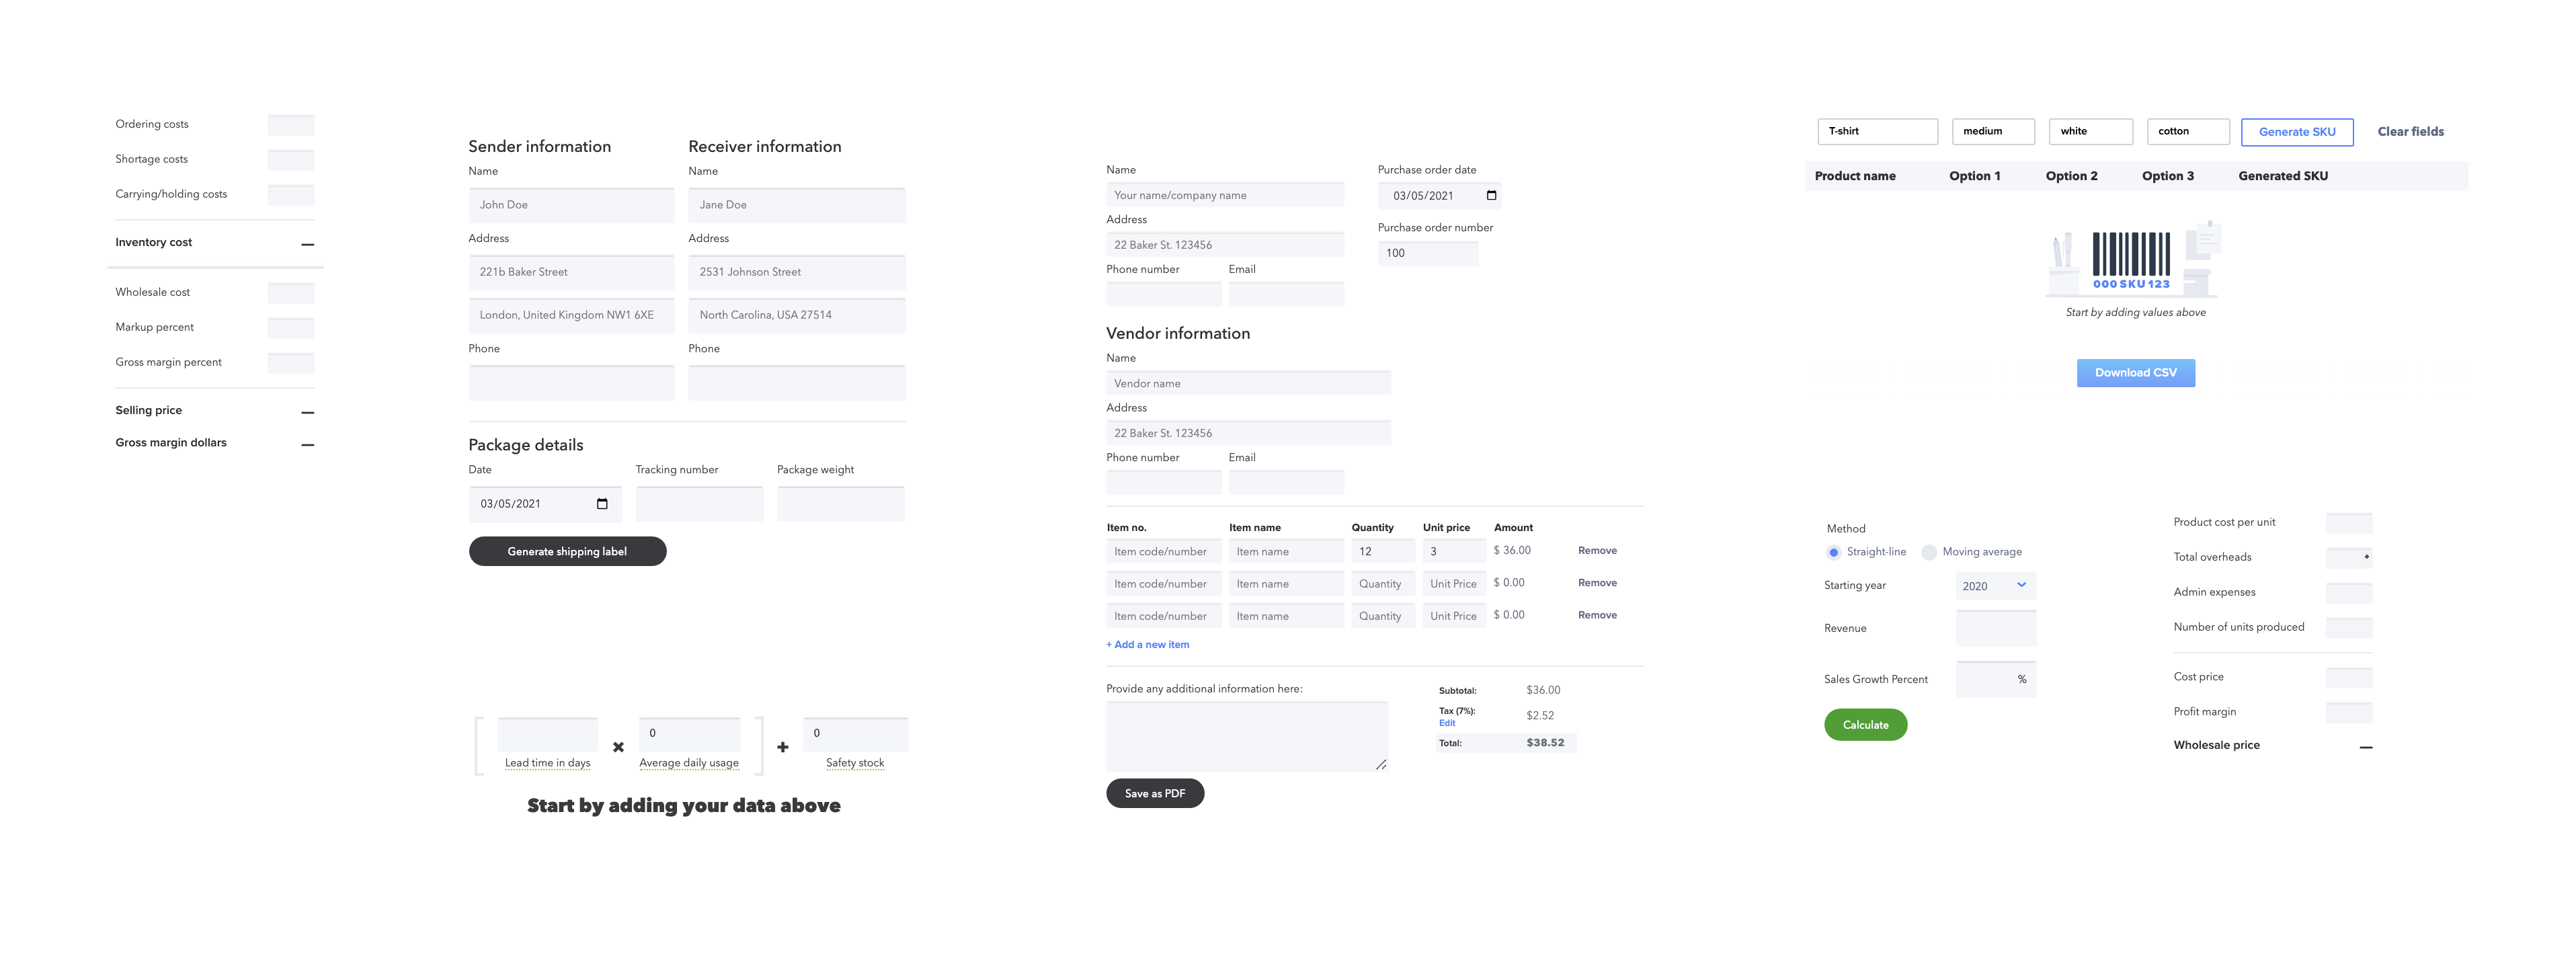 Ordering costs
Shortage costs
Carrying/holding costs
Inventory cost —
Wholesale cost
Markup percent
Gross margin percent
Selling price —
Gross margin dollars —
Sender information
Name
John Doe
Address
221b Baker Street
London, United Kingdom NW1 6XE
Phone
Receiver information
Name
Jane Doe
Address
2531 Johnson Street
North Carolina, USA 27514
Phone
Package details
Date Tracking number Package weight
03/05/2021
Generate shipping label
[ × 0 ] + 0
Lead time in days Average daily usage Safety stock
Start by adding your data above
Name
Your name/company name
Address
22 Baker St. 123456
Phone number Email
Purchase order date
03/05/2021
Purchase order number
100
Vendor information
Name
Vendor name
Address
22 Baker St. 123456
Phone number Email
Item no. Item name Quantity Unit price Amount
Item code/number Item name 12 3 $ 36.00 Remove
Item code/number Item name Quantity Unit Price $ 0.00 Remove
Item code/number Item name Quantity Unit Price $ 0.00 Remove
+ Add a new item
Provide any additional information here:
Subtotal: $36.00
Tax (7%): $2.52
Edit
Total: $38.52
Save as PDF
T-shirt medium white cotton Generate SKU Clear fields
Product name Option 1 Option 2 Option 3 Generated SKU
000 SKU 123
Start by adding values above
Download CSV
Method
Straight-line Moving average
Starting year 2020
Revenue
Sales Growth Percent %
Calculate
Product cost per unit
Total overheads
Admin expenses
Number of units produced
Cost price
Profit margin
Wholesale price —